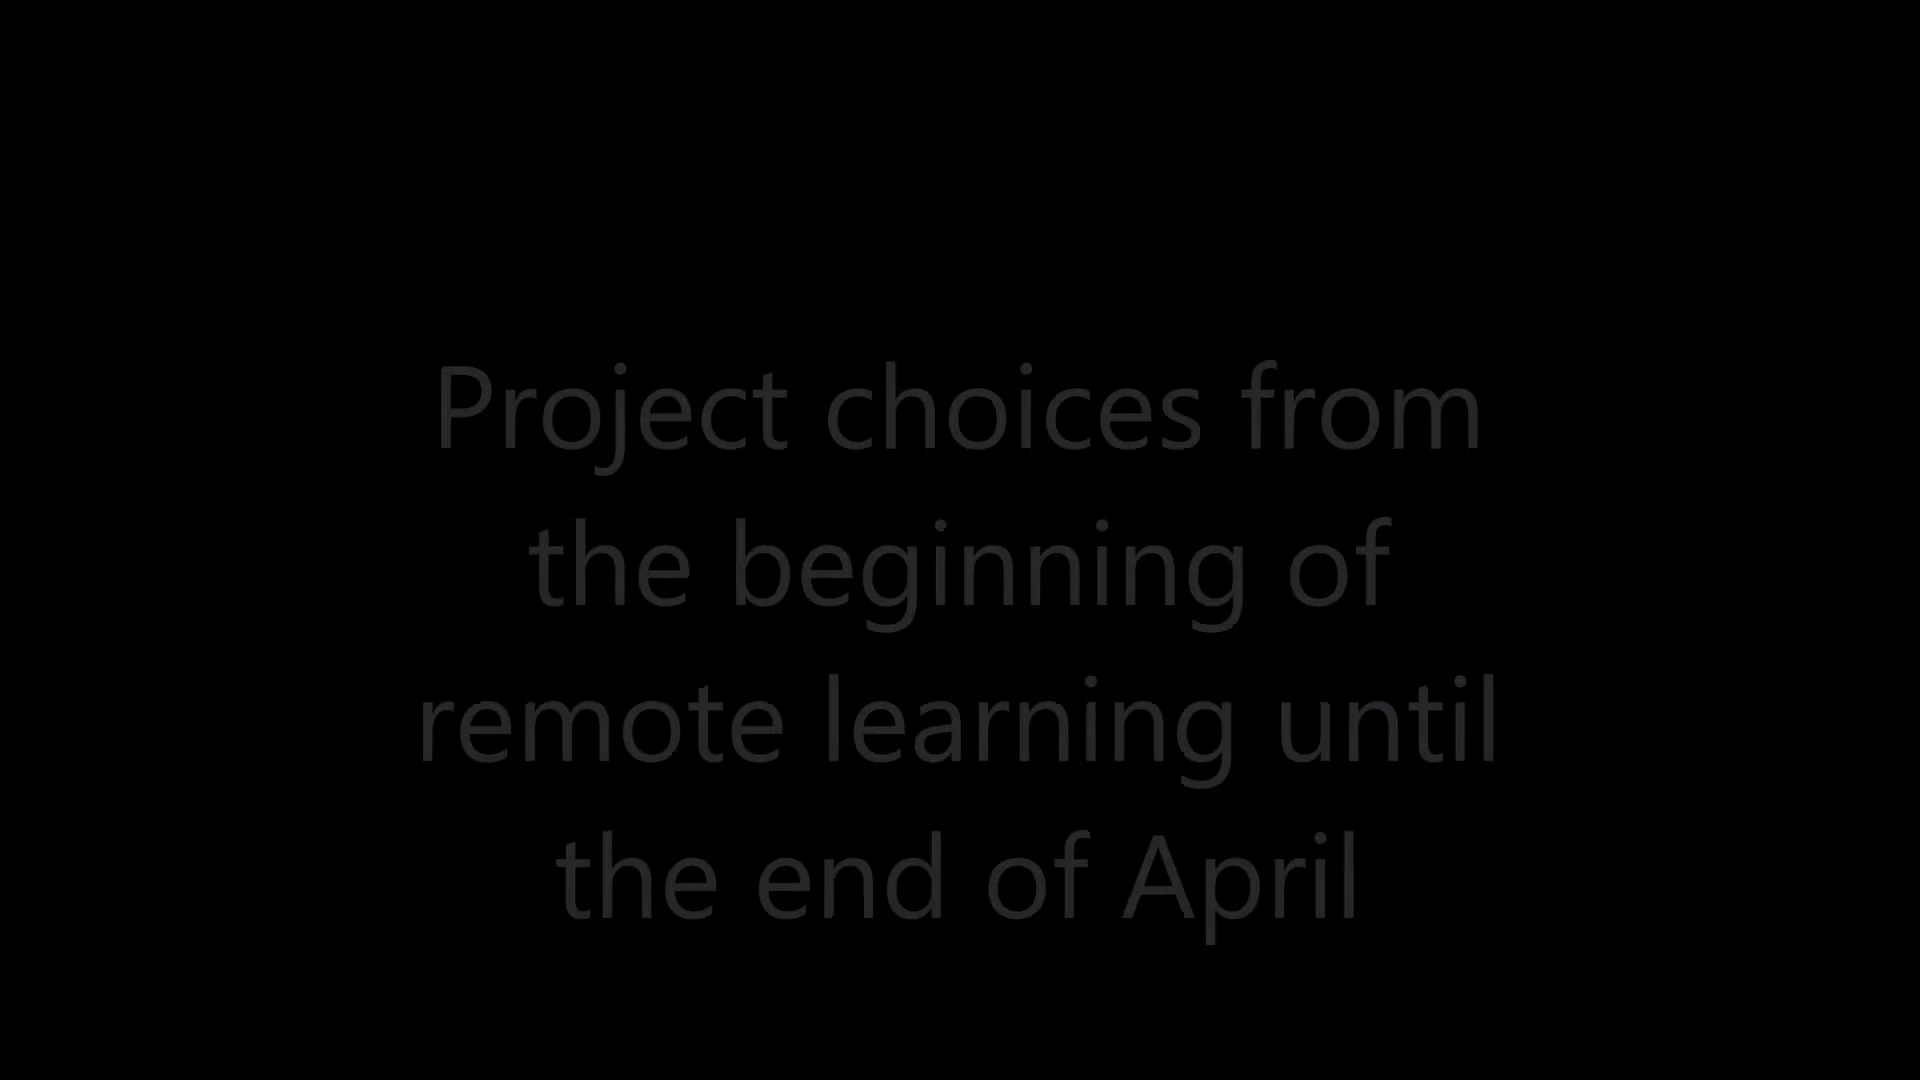 Project choices from
the beginning of
remote learning until
the end of April